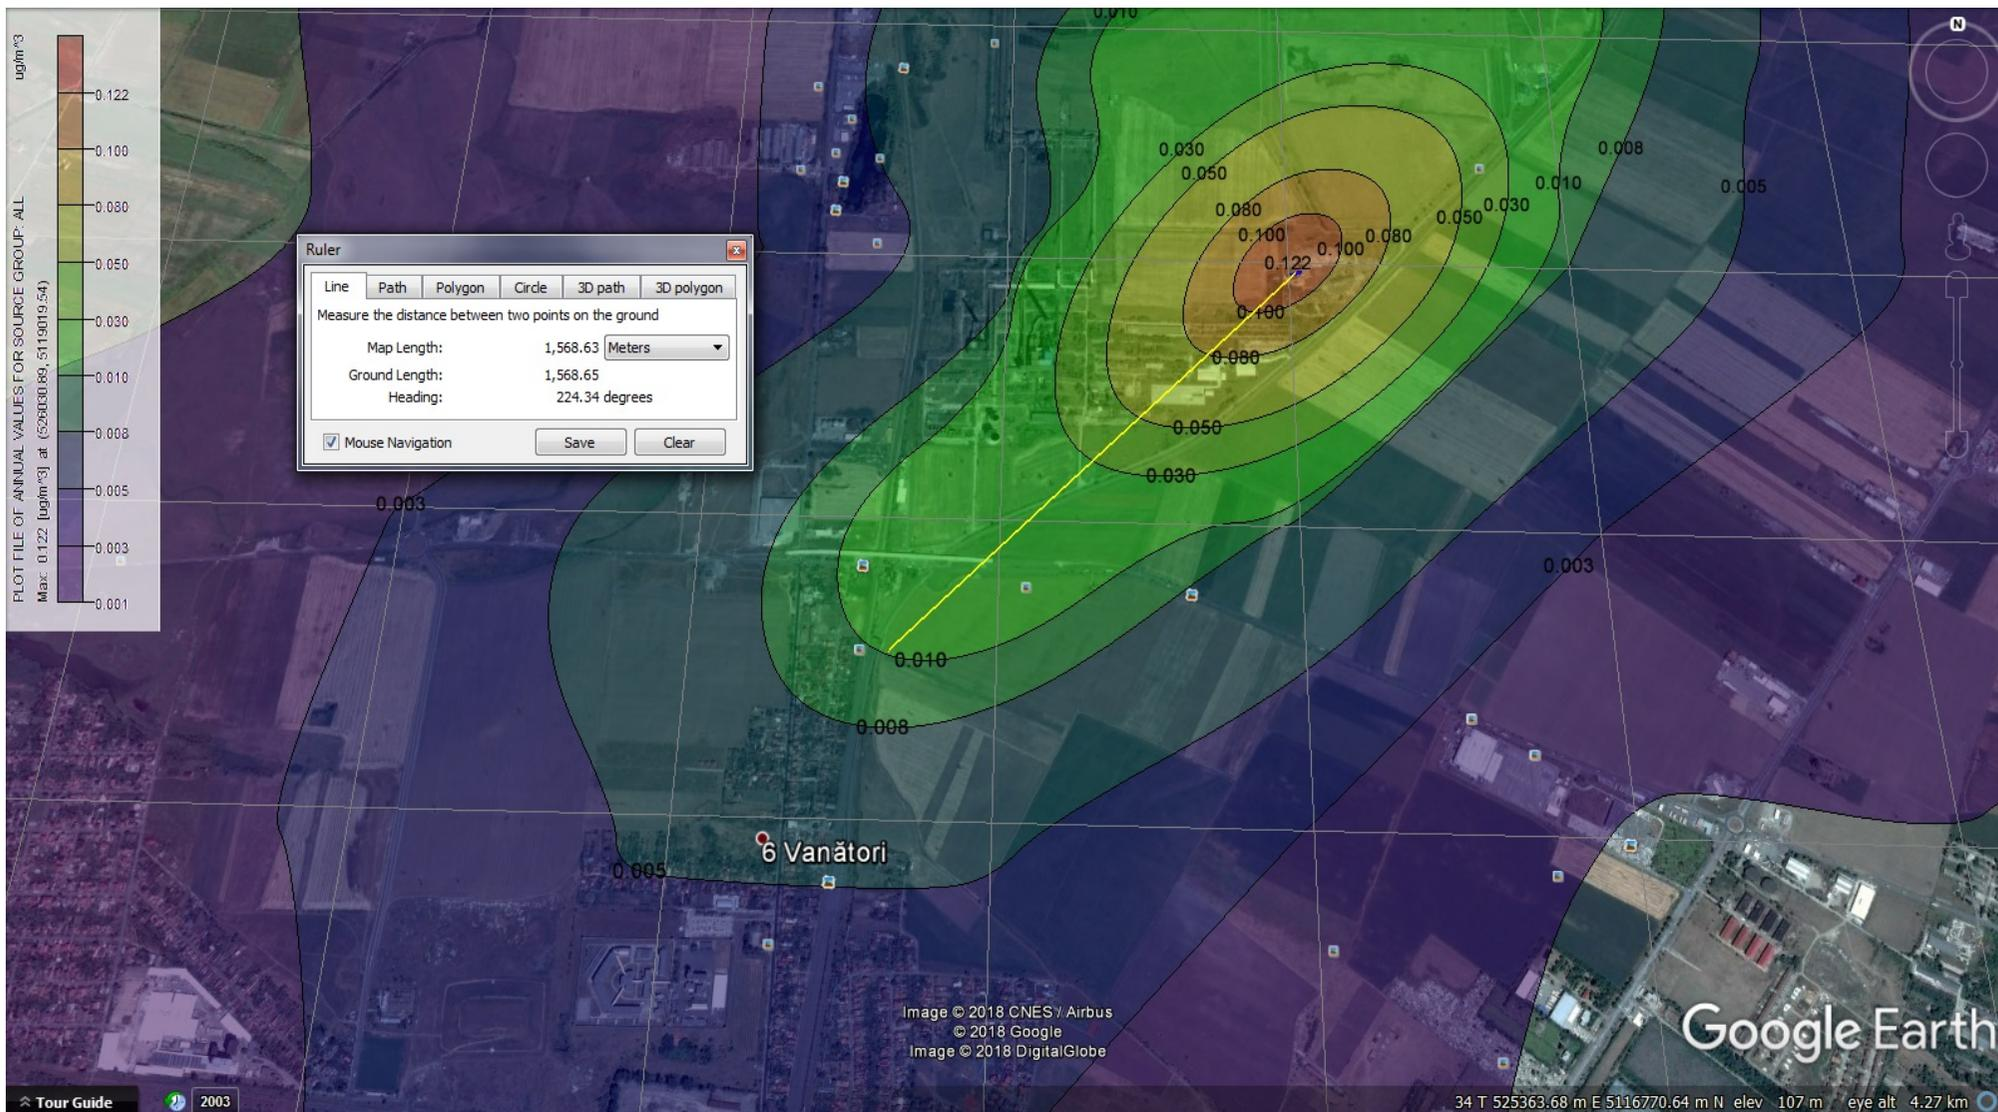 ug/m^3
PLOT FILE OF ANNUAL VALUES FOR SOURCE GROUP: ALL
Max: 0.122 [ug/m^3] at (526030.89, 5119019.54)
0.122
0.100
0.080
0.050
0.030
0.010
0.008
0.005
0.003
0.001
Ruler
Line Path Polygon Circle 3D path 3D polygon
Measure the distance between two points on the ground
Map Length: 1,568.63 Meters
Ground Length: 1,568.65
Heading: 224.34 degrees
Mouse Navigation Save Clear
N
0.010
0.030
0.008
0.050
0.010
0.005
0.080
0.030
0.050
0.100
0.080
0.100
0.122
0.100
0.080
0.050
0.030
0.003
0.003
0.010
0.008
6 Vanători
0.005
Image © 2018 CNES / Airbus
© 2018 Google
Image © 2018 DigitalGlobe
Google Earth
Tour Guide 2003
34 T 525363.68 m E 5116770.64 m N elev 107 m eye alt 4.27 km